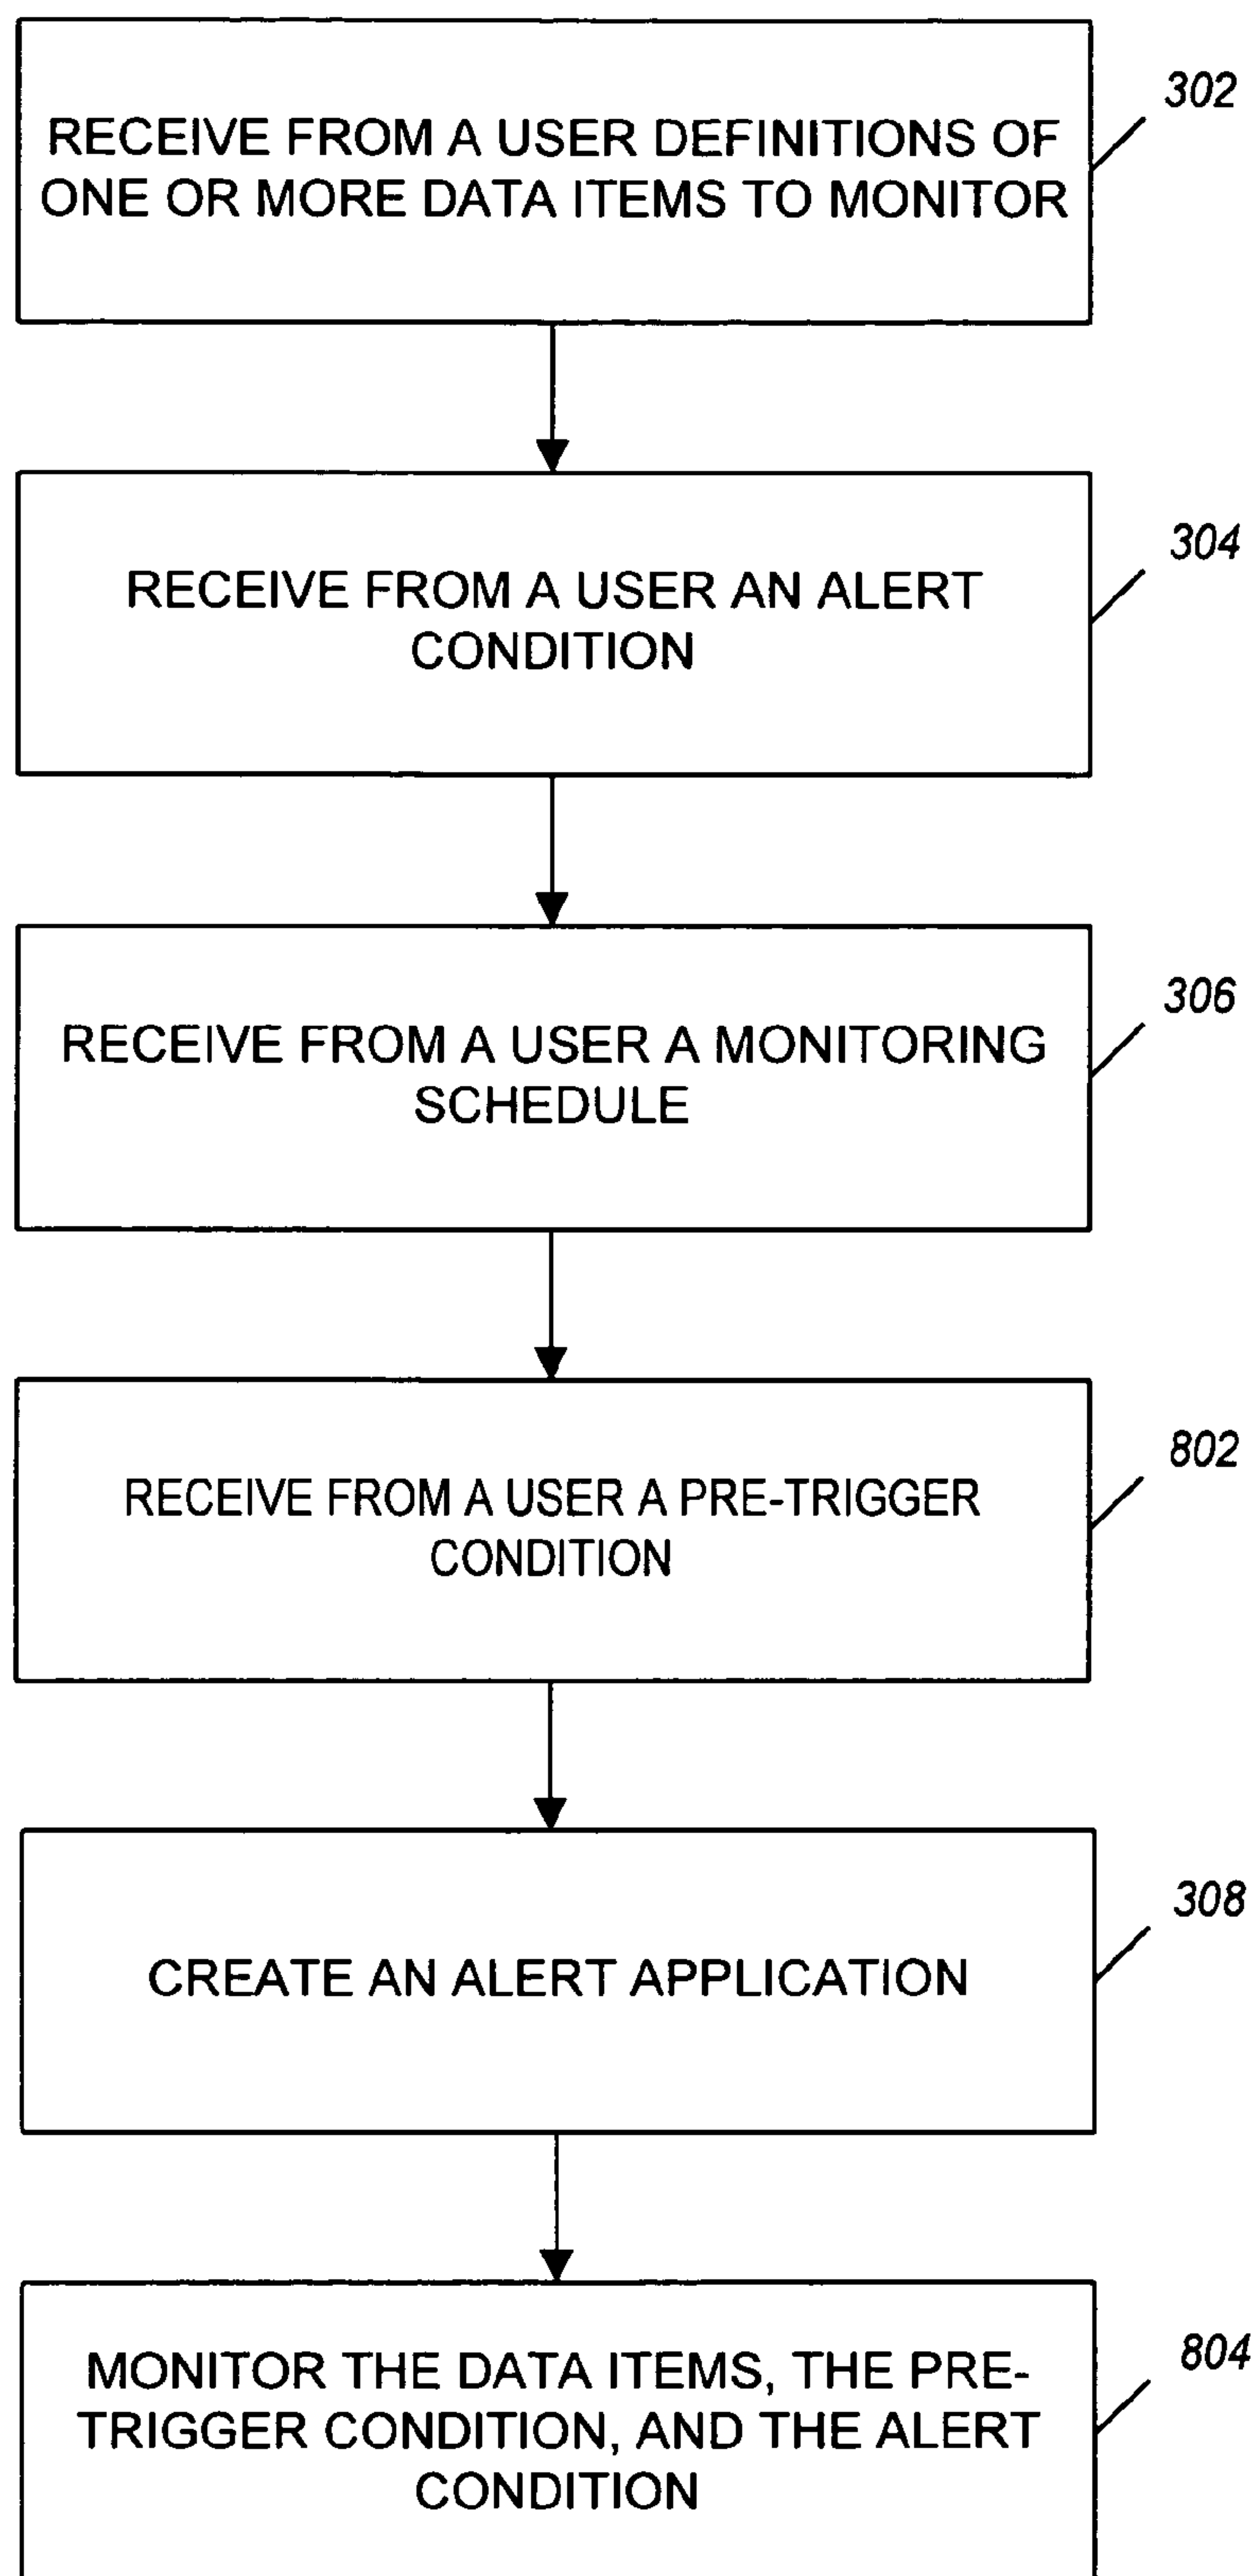 302
RECEIVE FROM A USER DEFINITIONS OF
ONE OR MORE DATA ITEMS TO MONITOR
304
RECEIVE FROM A USER AN ALERT
CONDITION
306
RECEIVE FROM A USER A MONITORING
SCHEDULE
802
RECEIVE FROM A USER A PRE-TRIGGER
CONDITION
308
CREATE AN ALERT APPLICATION
804
MONITOR THE DATA ITEMS, THE PRE-
TRIGGER CONDITION, AND THE ALERT
CONDITION